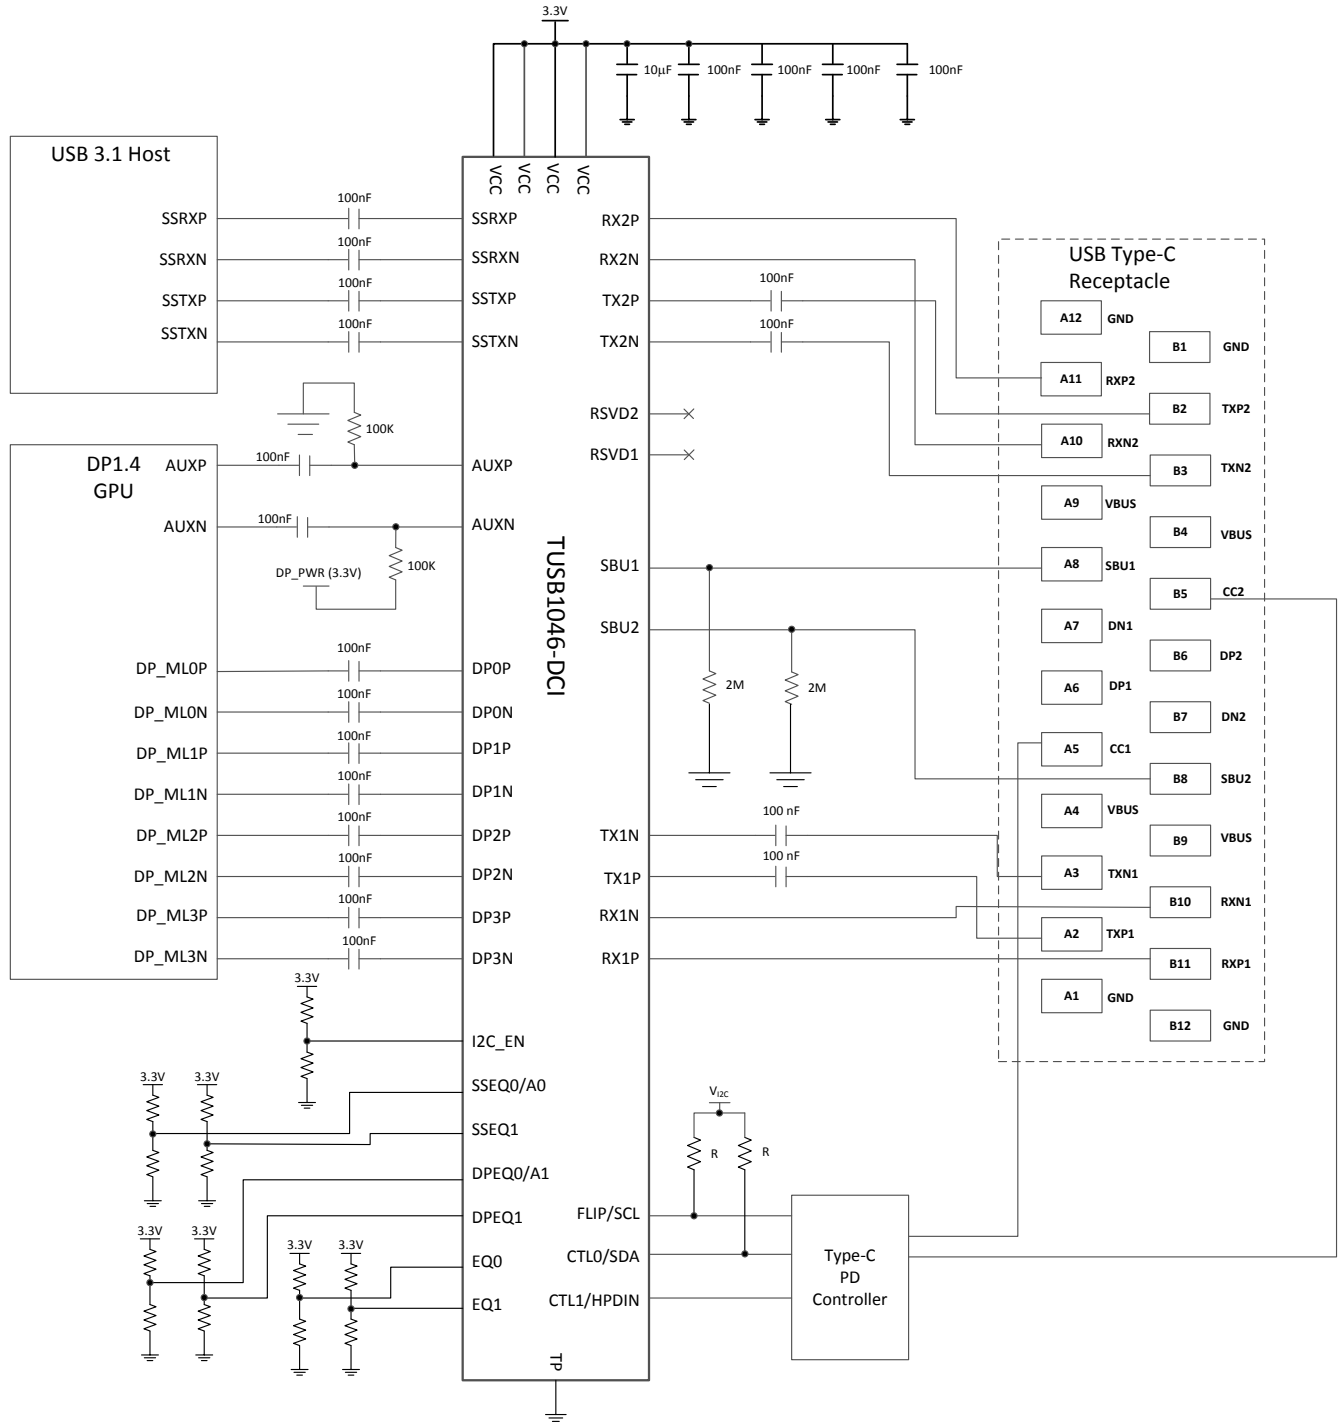 3.3V
10µF
100nF
100nF
100nF
100nF
USB 3.1 Host
SSRXP
SSRXN
SSTXP
SSTXN
100nF
100nF
100nF
100nF
DP1.4
GPU
AUXP
AUXN
100nF
100K
100nF
100K
DP_PWR (3.3V)
DP_ML0P
DP_ML0N
DP_ML1P
DP_ML1N
DP_ML2P
DP_ML2N
DP_ML3P
DP_ML3N
100nF
100nF
100nF
100nF
100nF
100nF
100nF
100nF
VCC
VCC
VCC
VCC
SSRXP
SSRXN
SSTXP
SSTXN
AUXP
AUXN
DP0P
DP0N
DP1P
DP1N
DP2P
DP2N
DP3P
DP3N
I2C_EN
SSEQ0/A0
SSEQ1
DPEQ0/A1
DPEQ1
EQ0
EQ1
TUSB1046-DCI
TP
RX2P
RX2N
TX2P
TX2N
RSVD2
RSVD1
SBU1
SBU2
TX1N
TX1P
RX1N
RX1P
FLIP/SCL
CTL0/SDA
CTL1/HPDIN
3.3V
3.3V
3.3V
3.3V
3.3V
3.3V
3.3V
100nF
100nF
2M
2M
100 nF
100 nF
VI2C
R
R
Type-C
PD
Controller
USB Type-C
Receptacle
A12 GND
B1 GND
A11 RXP2
B2 TXP2
A10 RXN2
B3 TXN2
A9 VBUS
B4 VBUS
A8 SBU1
B5 CC2
A7 DN1
B6 DP2
A6 DP1
B7 DN2
A5 CC1
B8 SBU2
A4 VBUS
B9 VBUS
A3 TXN1
B10 RXN1
A2 TXP1
B11 RXP1
A1 GND
B12 GND